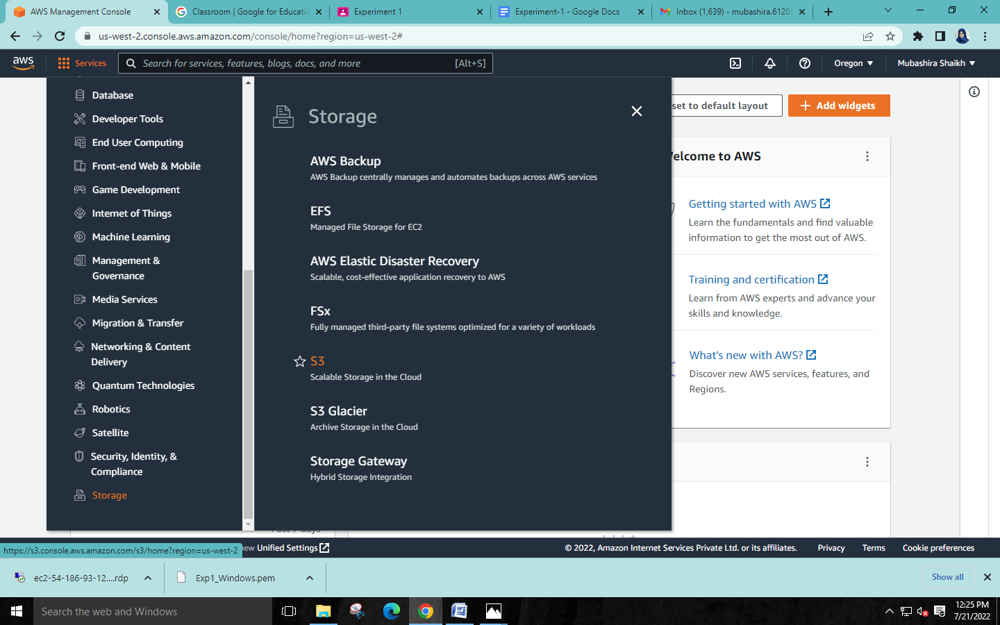 AWS Management Console
Classroom | Google for Educatio
Experiment 1
Experiment-1 - Google Docs
Inbox (1,639) - mubashira.6120
us-west-2.console.aws.amazon.com/console/home?region=us-west-2#
aws
Services
Search for services, features, blogs, docs, and more
[Alt+S]
Oregon
Mubashira Shaikh
Database
Developer Tools
End User Computing
Front-end Web & Mobile
Game Development
Internet of Things
Machine Learning
Management &
Governance
Media Services
Migration & Transfer
Networking & Content
Delivery
Quantum Technologies
Robotics
Satellite
Security, Identity, &
Compliance
Storage
Storage
AWS Backup
AWS Backup centrally manages and automates backups across AWS services
EFS
Managed File Storage for EC2
AWS Elastic Disaster Recovery
Scalable, cost-effective application recovery to AWS
FSx
Fully managed third-party file systems optimized for a variety of workloads
S3
Scalable Storage in the Cloud
S3 Glacier
Archive Storage in the Cloud
Storage Gateway
Hybrid Storage Integration
set to default layout
+ Add widgets
elcome to AWS
Getting started with AWS
Learn the fundamentals and find valuable
information to get the most out of AWS.
Training and certification
Learn from AWS experts and advance your
skills and knowledge.
What's new with AWS?
Discover new AWS services, features, and
Regions.
Past 7 days
https://s3.console.aws.amazon.com/s3/home?region=us-west-2
ew Unified Settings
© 2022, Amazon Internet Services Private Ltd. or its affiliates.
Privacy
Terms
Cookie preferences
ec2-54-186-93-12....rdp
Exp1_Windows.pem
Show all
Search the web and Windows
12:25 PM
7/21/2022